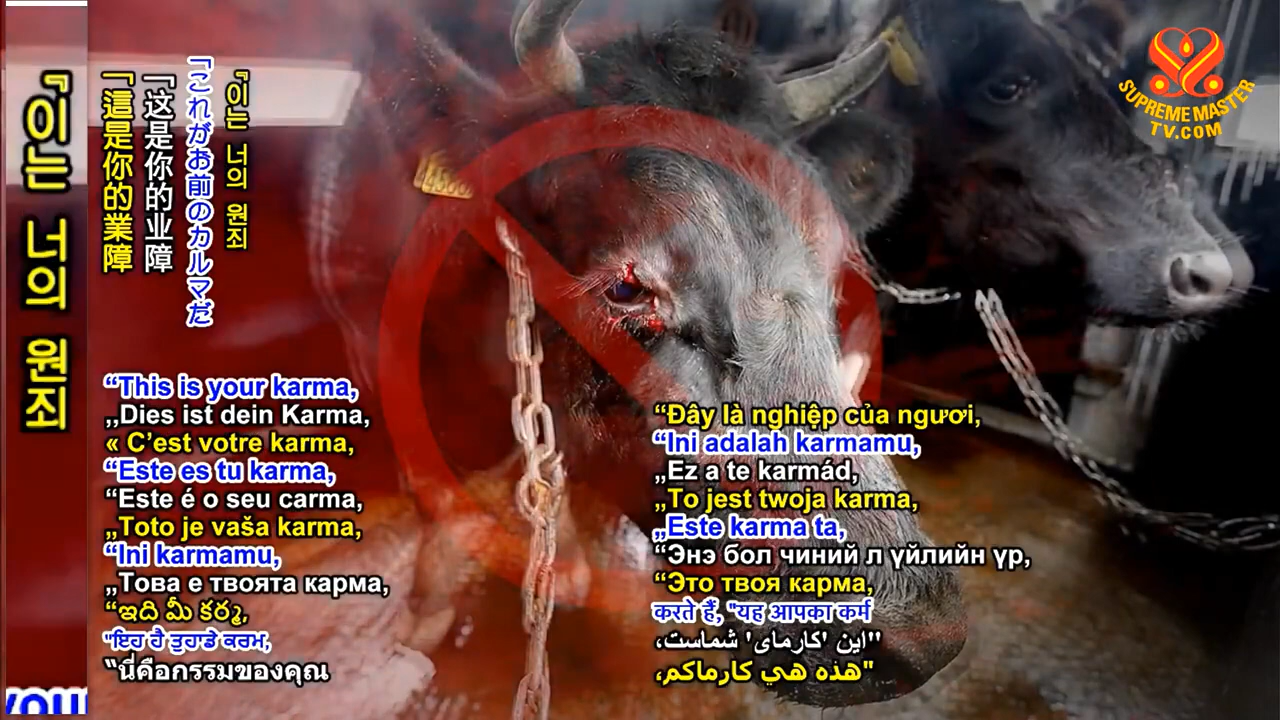 『이는 너의 원죄
『이는 너의 원죄
「これがお前のカルマだ
「这是你的业障
「這是你的業障
“This is your karma,
„Dies ist dein Karma,
« C’est votre karma,
“Este es tu karma,
“Este é o seu carma,
„Toto je vaša karma,
“Ini karmamu,
„Това е твоята карма,
“ఇది మీ కర్మ,
"ਇਹ ਹੈ ਤੁਹਾਡੇ ਕਰਮ,
“นี่คือกรรมของคุณ
“Đây là nghiệp của ngươi,
“Ini adalah karmamu,
„Ez a te karmád,
„To jest twoja karma,
„Este karma ta,
“Энэ бол чиний л үйлийн үр,
“Это твоя карма,
करते हैं, "यह आपका कर्म
"این 'کارمای' شماست،
"هذه هي كارماكم،
SUPREME MASTER
TV.COM